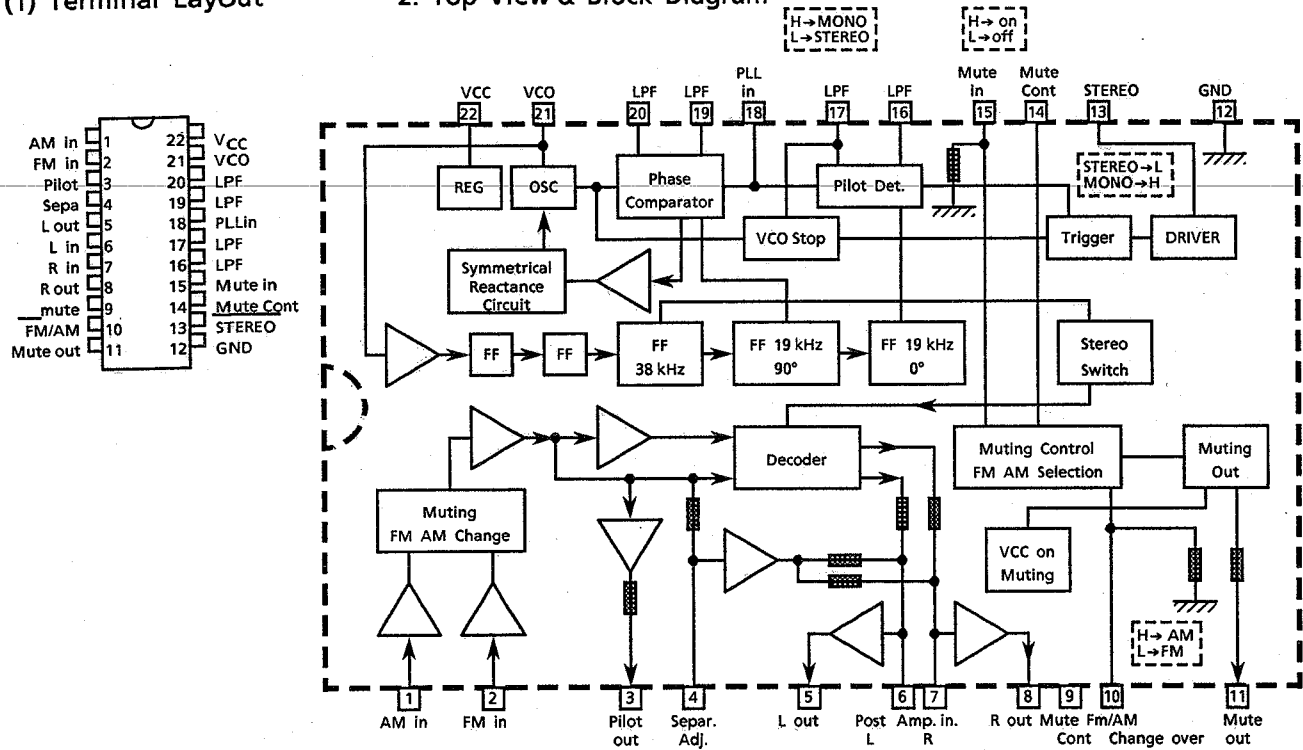 (1) Terminal LayOut
2. Top View & Block Diagram
H→MONO
L→STEREO
H→ on
L→off
AM in 1
FM in 2
Pilot 3
Sepa 4
L out 5
L in 6
R in 7
R out 8
mute 9
FM/AM 10
Mute out 11
22 VCC
21 VCO
20 LPF
19 LPF
18 PLLin
17 LPF
16 LPF
15 Mute in
14 Mute Cont
13 STEREO
12 GND
VCC
22
VCO
21
LPF
20
LPF
19
PLL
in
18
LPF
17
LPF
16
Mute
in
15
Mute
Cont
14
STEREO
13
GND
12
REG
OSC
Phase
Comparator
Pilot Det.
STEREO→L
MONO→H
VCO Stop
Trigger
DRIVER
Symmetrical
Reactance
Circuit
FF
FF
FF
38 kHz
FF 19 kHz
90°
FF 19 kHz
0°
Stereo
Switch
Decoder
Muting Control
FM AM Selection
Muting
Out
Muting
FM AM Change
VCC on
Muting
H→ AM
L→FM
1
AM in
2
FM in
3
Pilot
out
4
Separ.
Adj.
5
L out
6 7
Post Amp. in.
L R
8
R out
9
Mute
Cont
10
Fm/AM
Change over
11
Mute
out